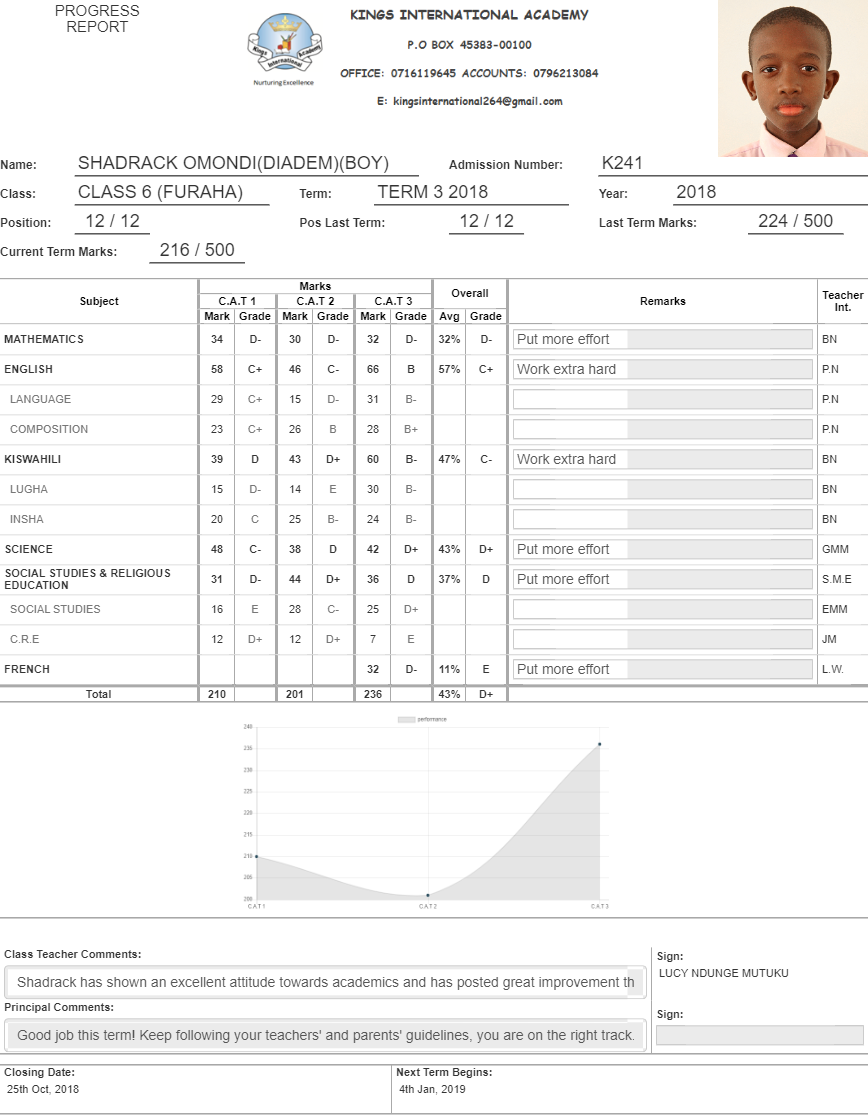 PROGRESS
REPORT
KINGS INTERNATIONAL ACADEMY
P.O BOX 45383-00100
OFFICE: 0716119645 ACCOUNTS: 0796213084
E: kingsinternational264@gmail.com
Kings International Academy
Nurturing Excellence
Name: SHADRACK OMONDI(DIADEM)(BOY) Admission Number: K241
Class: CLASS 6 (FURAHA) Term: TERM 3 2018 Year: 2018
Position: 12 / 12 Pos Last Term: 12 / 12 Last Term Marks: 224 / 500
Current Term Marks: 216 / 500
Subject Marks Overall Remarks Teacher Int.
C.A.T 1 C.A.T 2 C.A.T 3
Mark Grade Mark Grade Mark Grade Avg Grade
MATHEMATICS 34 D- 30 D- 32 D- 32% D- Put more effort BN
ENGLISH 58 C+ 46 C- 66 B 57% C+ Work extra hard P.N
LANGUAGE 29 C+ 15 D- 31 B- P.N
COMPOSITION 23 C+ 26 B 28 B+ P.N
KISWAHILI 39 D 43 D+ 60 B- 47% C- Work extra hard BN
LUGHA 15 D- 14 E 30 B- BN
INSHA 20 C 25 B- 24 B- BN
SCIENCE 48 C- 38 D 42 D+ 43% D+ Put more effort GMM
SOCIAL STUDIES & RELIGIOUS
EDUCATION 31 D- 44 D+ 36 D 37% D Put more effort S.M.E
SOCIAL STUDIES 16 E 28 C- 25 D+ EMM
C.R.E 12 D+ 12 D+ 7 E JM
FRENCH 32 D- 11% E Put more effort L.W.
Total 210 201 236 43% D+
performance
240
235
230
225
220
215
210
205
200
CAT1 CAT2 CAT3
Class Teacher Comments:
Shadrack has shown an excellent attitude towards academics and has posted great improvement th
Sign:
LUCY NDUNGE MUTUKU
Principal Comments:
Good job this term! Keep following your teachers' and parents' guidelines, you are on the right track.
Sign:
Closing Date: Next Term Begins:
25th Oct, 2018 4th Jan, 2019